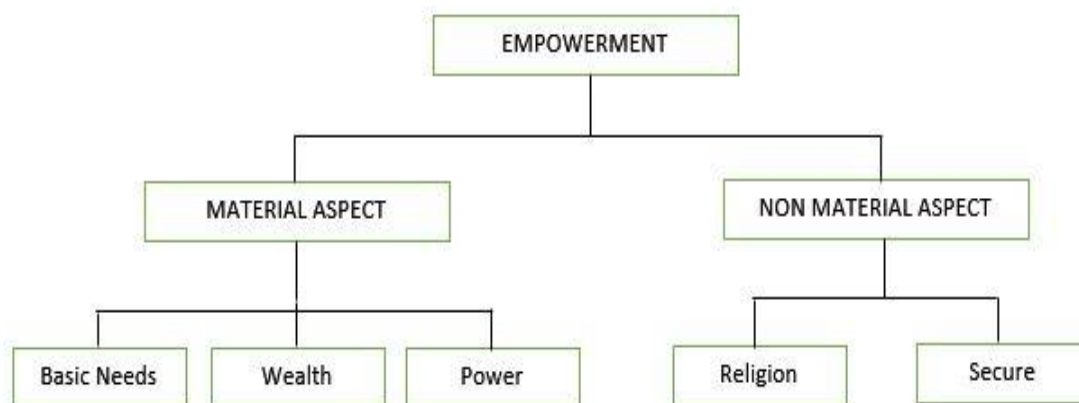 EMPOWERMENT
MATERIAL ASPECT
NON MATERIAL ASPECT
Basic Needs
Wealth
Power
Religion
Secure